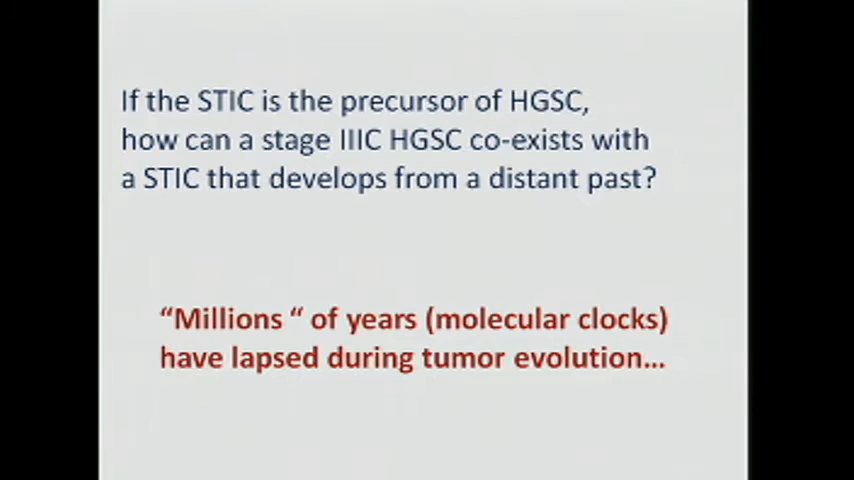 If the STIC is the precursor of HGSC,
how can a stage IIIC HGSC co-exists with
a STIC that develops from a distant past?
“Millions “ of years (molecular clocks)
have lapsed during tumor evolution...